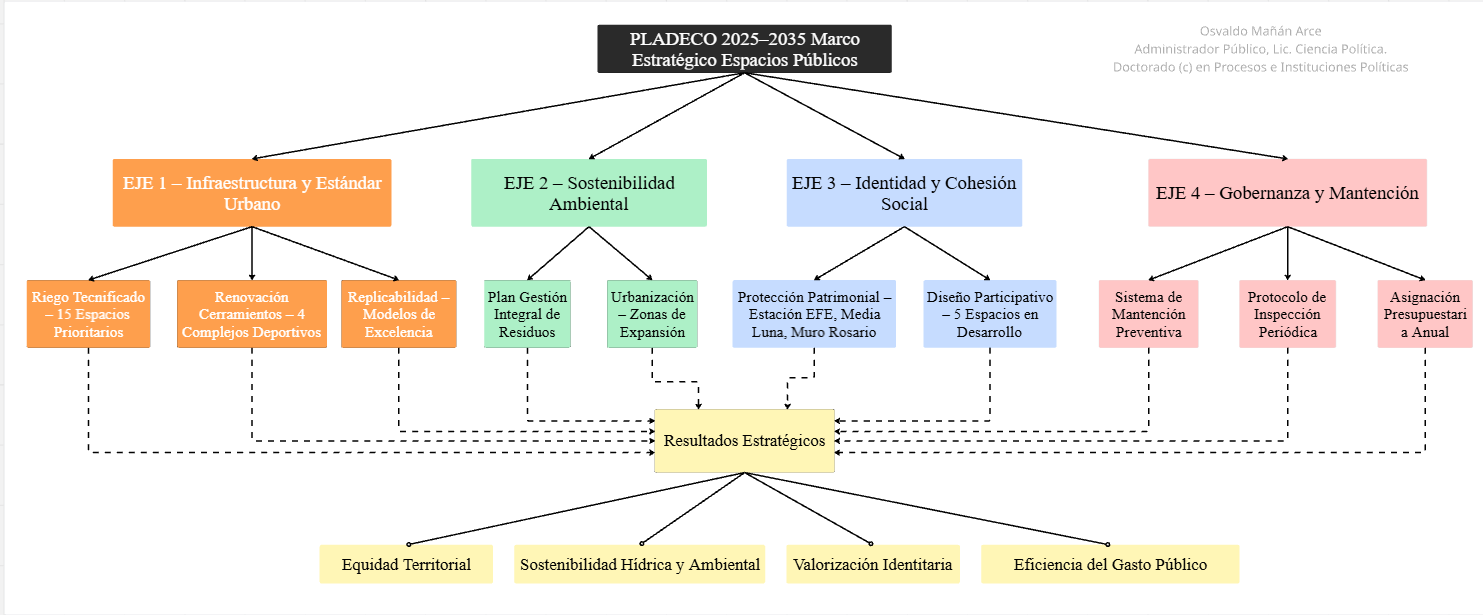 PLADECO 2025–2035 Marco
Estratégico Espacios Públicos
Osvaldo Mañán Arce
Administrador Público, Lic. Ciencia Política.
Doctorado (c) en Procesos e Instituciones Políticas
EJE 1 – Infraestructura y Estándar
Urbano
EJE 2 – Sostenibilidad
Ambiental
EJE 3 – Identidad y Cohesión
Social
EJE 4 – Gobernanza y Mantención
Riego Tecnificado
– 15 Espacios
Prioritarios
Renovación
Cerramientos – 4
Complejos Deportivos
Replicabilidad –
Modelos de
Excelencia
Plan Gestión
Integral de
Residuos
Urbanización
– Zonas de
Expansión
Protección Patrimonial –
Estación EFE, Media
Luna, Muro Rosario
Diseño Participativo
– 5 Espacios en
Desarrollo
Sistema de
Mantención
Preventiva
Protocolo de
Inspección
Periódica
Asignación
Presupuestari
a Anual
Resultados Estratégicos
Equidad Territorial
Sostenibilidad Hídrica y Ambiental
Valorización Identitaria
Eficiencia del Gasto Público